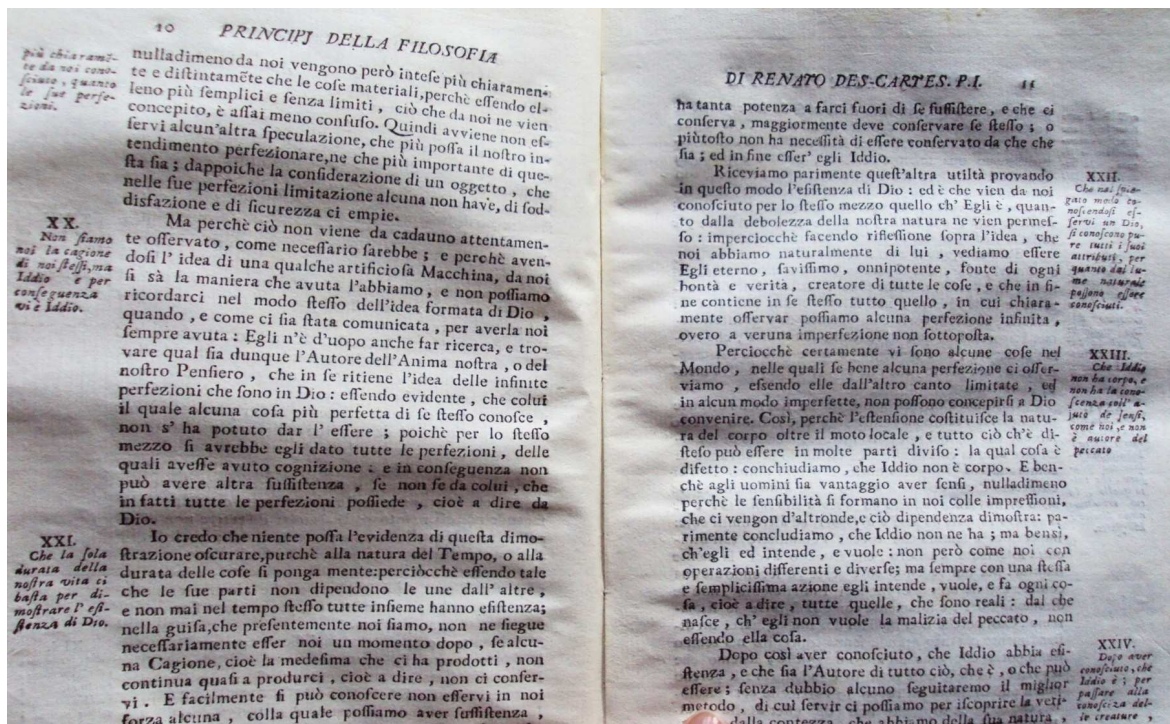 10 PRINCIPJ DELLA FILOSOFIA
più chiaramē-
te da noi cono-
ſciuto, quanto
le ſue perfe-
zioni.
nulladimeno da noi vengono però inteſe più chiaramen-
te e diſtintamēte che le coſe materiali, perchè eſſendo el-
leno più ſemplici e ſenza limiti, ciò che da noi ne vien
concepito, è aſſai meno confuſo. Quindi avviene non eſ-
ſervi alcun'altra ſpeculazione, che più poſſa il noſtro in-
tendimento perfezionare, ne che più importante di que-
ſta ſia; dappoiche la conſiderazione di un oggetto, che
nelle ſue perfezioni limitazione alcuna non have, di ſod-
disfazione e di ſicurezza ci empie.
XX.
Non ſiamo
noi la cagione
di noi ſteſſi, ma
Iddio e per
conſeguenza
vi è Iddio.
Ma perchè ciò non viene da cadauno attentamen-
te oſſervato, come neceſſario ſarebbe; e perchè aven-
doſi l'idea di una qualche artificioſa Macchina, da noi
ſi sà la maniera che avuta l'abbiamo, e non poſſiamo
ricordarci nel modo ſteſſo dell'idea formata di Dio,
quando, e come ci ſia ſtata comunicata, per averla noi
ſempre avuta: Egli n'è d'uopo anche far ricerca, e tro-
vare qual ſia dunque l'Autore dell'Anima noſtra, o del
noſtro Penſiero, che in ſe ritiene l'idea delle infinite
perfezioni che ſono in Dio: eſſendo evidente, che colui
il quale alcuna coſa più perfetta di ſe ſteſſo conoſce,
non s'ha potuto dar l'eſſere; poichè per lo ſteſſo
mezzo ſi avrebbe egli dato tutte le perfezioni, delle
quali aveſſe avuto cognizione: e in conſeguenza non
può avere altra ſuſſiſtenza, ſe non ſe da colui, che
in fatti tutte le perfezioni poſſiede, cioè a dire da
Dio.
XXI.
Che la ſola
durata della
noſtra vita ci
baſta per di-
moſtrare l'eſi-
ſtenza di Dio.
Io credo che niente poſſa l'evidenza di queſta dimo-
ſtrazione oſcurare, purchè alla natura del Tempo, o alla
durata delle coſe ſi ponga mente: perciòcchè eſſendo tale
che le ſue parti non dipendono le une dall'altre,
e non mai nel tempo ſteſſo tutte inſieme hanno eſiſtenza;
nella guiſa, che preſentemente noi ſiamo, non ne ſiegue
neceſſariamente eſſer noi un momento dopo, ſe alcu-
na Cagione, cioè la medeſima che ci ha prodotti, non
continua quaſi a produrci, cioè a dire, non ci conſer-
vi. E facilmente ſi può conoſcere non eſſervi in noi
forza alcuna, colla quale poſſiamo aver ſuſſiſtenza,
DI RENATO DES-CARTES. P.I. 11
ha tanta potenza a farci fuori di ſe ſuſſiſtere, e che ci
conſerva, maggiormente deve conſervare ſe ſteſſo; o
piùtoſto non ha neceſſità di eſſere conſervato da che che
ſia; ed in fine eſſer' egli Iddio.
XXII.
Che nel ſpie-
gato modo co-
noſcendoſi eſ-
ſervi un Dio,
ſi conoſcono pu-
re tutti i ſuoi
attributi, per
quanto dal lu-
me naturale
poſſono eſſere
conoſciuti.
Riceviamo parimente queſt'altra utilità provando
in queſto modo l'eſiſtenza di Dio: ed è che vien da noi
conoſciuto per lo ſteſſo mezzo quello ch' Egli è, quan-
to dalla debolezza della noſtra natura ne vien permeſ-
ſo: imperciocchè facendo rifleſſione ſopra l'idea, che
noi abbiamo naturalmente di lui, vediamo eſſere
Egli eterno, ſaviſſimo, onnipotente, fonte di ogni
bontà e verità, creatore di tutte le coſe, e che in fi-
ne contiene in ſe ſteſſo tutto quello, in cui chiara-
mente oſſervar poſſiamo alcuna perfezione infinita,
overo a veruna imperfezione non ſottopoſta.
XXIII.
Che Iddio
non ha corpo, e
non ha la cono-
ſcenza coll' a-
juto de ſenſi,
come noi, e non
è autore del
peccato
Perciocchè certamente vi ſono alcune coſe nel
Mondo, nelle quali ſe bene alcuna perfezione ci oſſer-
viamo, eſſendo elle dall'altro canto limitate, ed
in alcun modo imperfette, non poſſono concepirſi a Dio
convenire. Così, perchè l'eſtenſione coſtituiſce la natu-
ra del corpo oltre il moto locale, e tutto ciò ch'è di-
ſteſo può eſſere in molte parti diviſo: la qual coſa è
difetto: conchiudiamo, che Iddio non è corpo. E ben-
chè agli uomini ſia vantaggio aver ſenſi, nulladimeno
perchè le ſenſibilità ſi formano in noi colle impreſſioni,
che ci vengon d'altronde, e ciò dipendenza dimoſtra: pa-
rimente concludiamo, che Iddio non ne ha; ma bensì,
ch'egli ed intende, e vuole: non però come noi con
operazioni differenti e diverſe; ma ſempre con una ſteſſa
e ſempliciſſima azione egli intende, vuole, e fa ogni co-
ſa, cioè a dire, tutte quelle, che ſono reali: dal che
naſce, ch' egli non vuole la malizia del peccato, non
eſſendo ella coſa.
XXIV.
Dopo aver
conoſciuto, che
Iddio è; per
paſſare alla
conoſcēza del-
le creature,
Dopo così aver conoſciuto, che Iddio abbia eſi-
ſtenza, e che ſia l'Autore di tutto ciò, che è, o che può
eſſere; ſenza dubbio alcuno ſeguitaremo il miglior
metodo, di cui ſervir ci poſſiamo per iſcoprire la veri-
dalla contezza, che abbiamo della ſua natura,